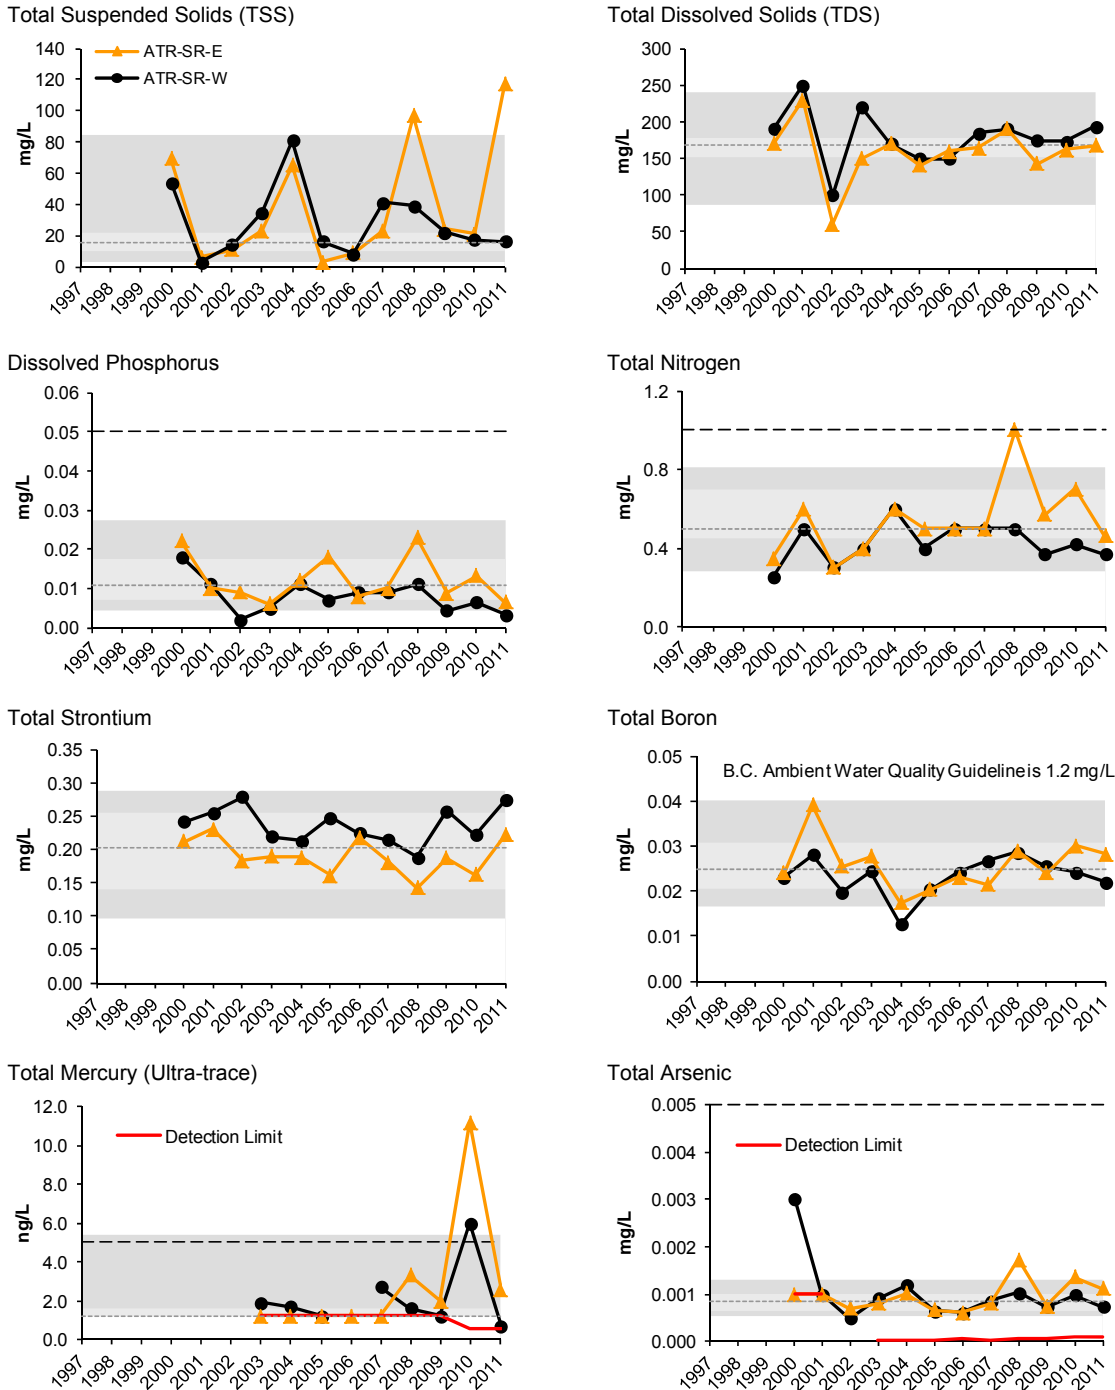 Total Suspended Solids (TSS)
140
120
100
80
60
40
20
0
mg/L
ATR-SR-E
ATR-SR-W
1997 1998 1999 2000 2001 2002 2003 2004 2005 2006 2007 2008 2009 2010 2011
Total Dissolved Solids (TDS)
300
250
200
150
100
50
0
mg/L
1997 1998 1999 2000 2001 2002 2003 2004 2005 2006 2007 2008 2009 2010 2011
Dissolved Phosphorus
0.06
0.05
0.04
0.03
0.02
0.01
0.00
mg/L
1997 1998 1999 2000 2001 2002 2003 2004 2005 2006 2007 2008 2009 2010 2011
Total Nitrogen
1.2
0.8
0.4
0.0
mg/L
1997 1998 1999 2000 2001 2002 2003 2004 2005 2006 2007 2008 2009 2010 2011
Total Strontium
0.35
0.30
0.25
0.20
0.15
0.10
0.05
0.00
mg/L
1997 1998 1999 2000 2001 2002 2003 2004 2005 2006 2007 2008 2009 2010 2011
Total Boron
0.05
0.04
0.03
0.02
0.01
0.00
mg/L
B.C. Ambient Water Quality Guideline is 1.2 mg/L
1997 1998 1999 2000 2001 2002 2003 2004 2005 2006 2007 2008 2009 2010 2011
Total Mercury (Ultra-trace)
12.0
10.0
8.0
6.0
4.0
2.0
0.0
ng/L
Detection Limit
1997 1998 1999 2000 2001 2002 2003 2004 2005 2006 2007 2008 2009 2010 2011
Total Arsenic
0.005
0.004
0.003
0.002
0.001
0.000
mg/L
Detection Limit
1997 1998 1999 2000 2001 2002 2003 2004 2005 2006 2007 2008 2009 2010 2011